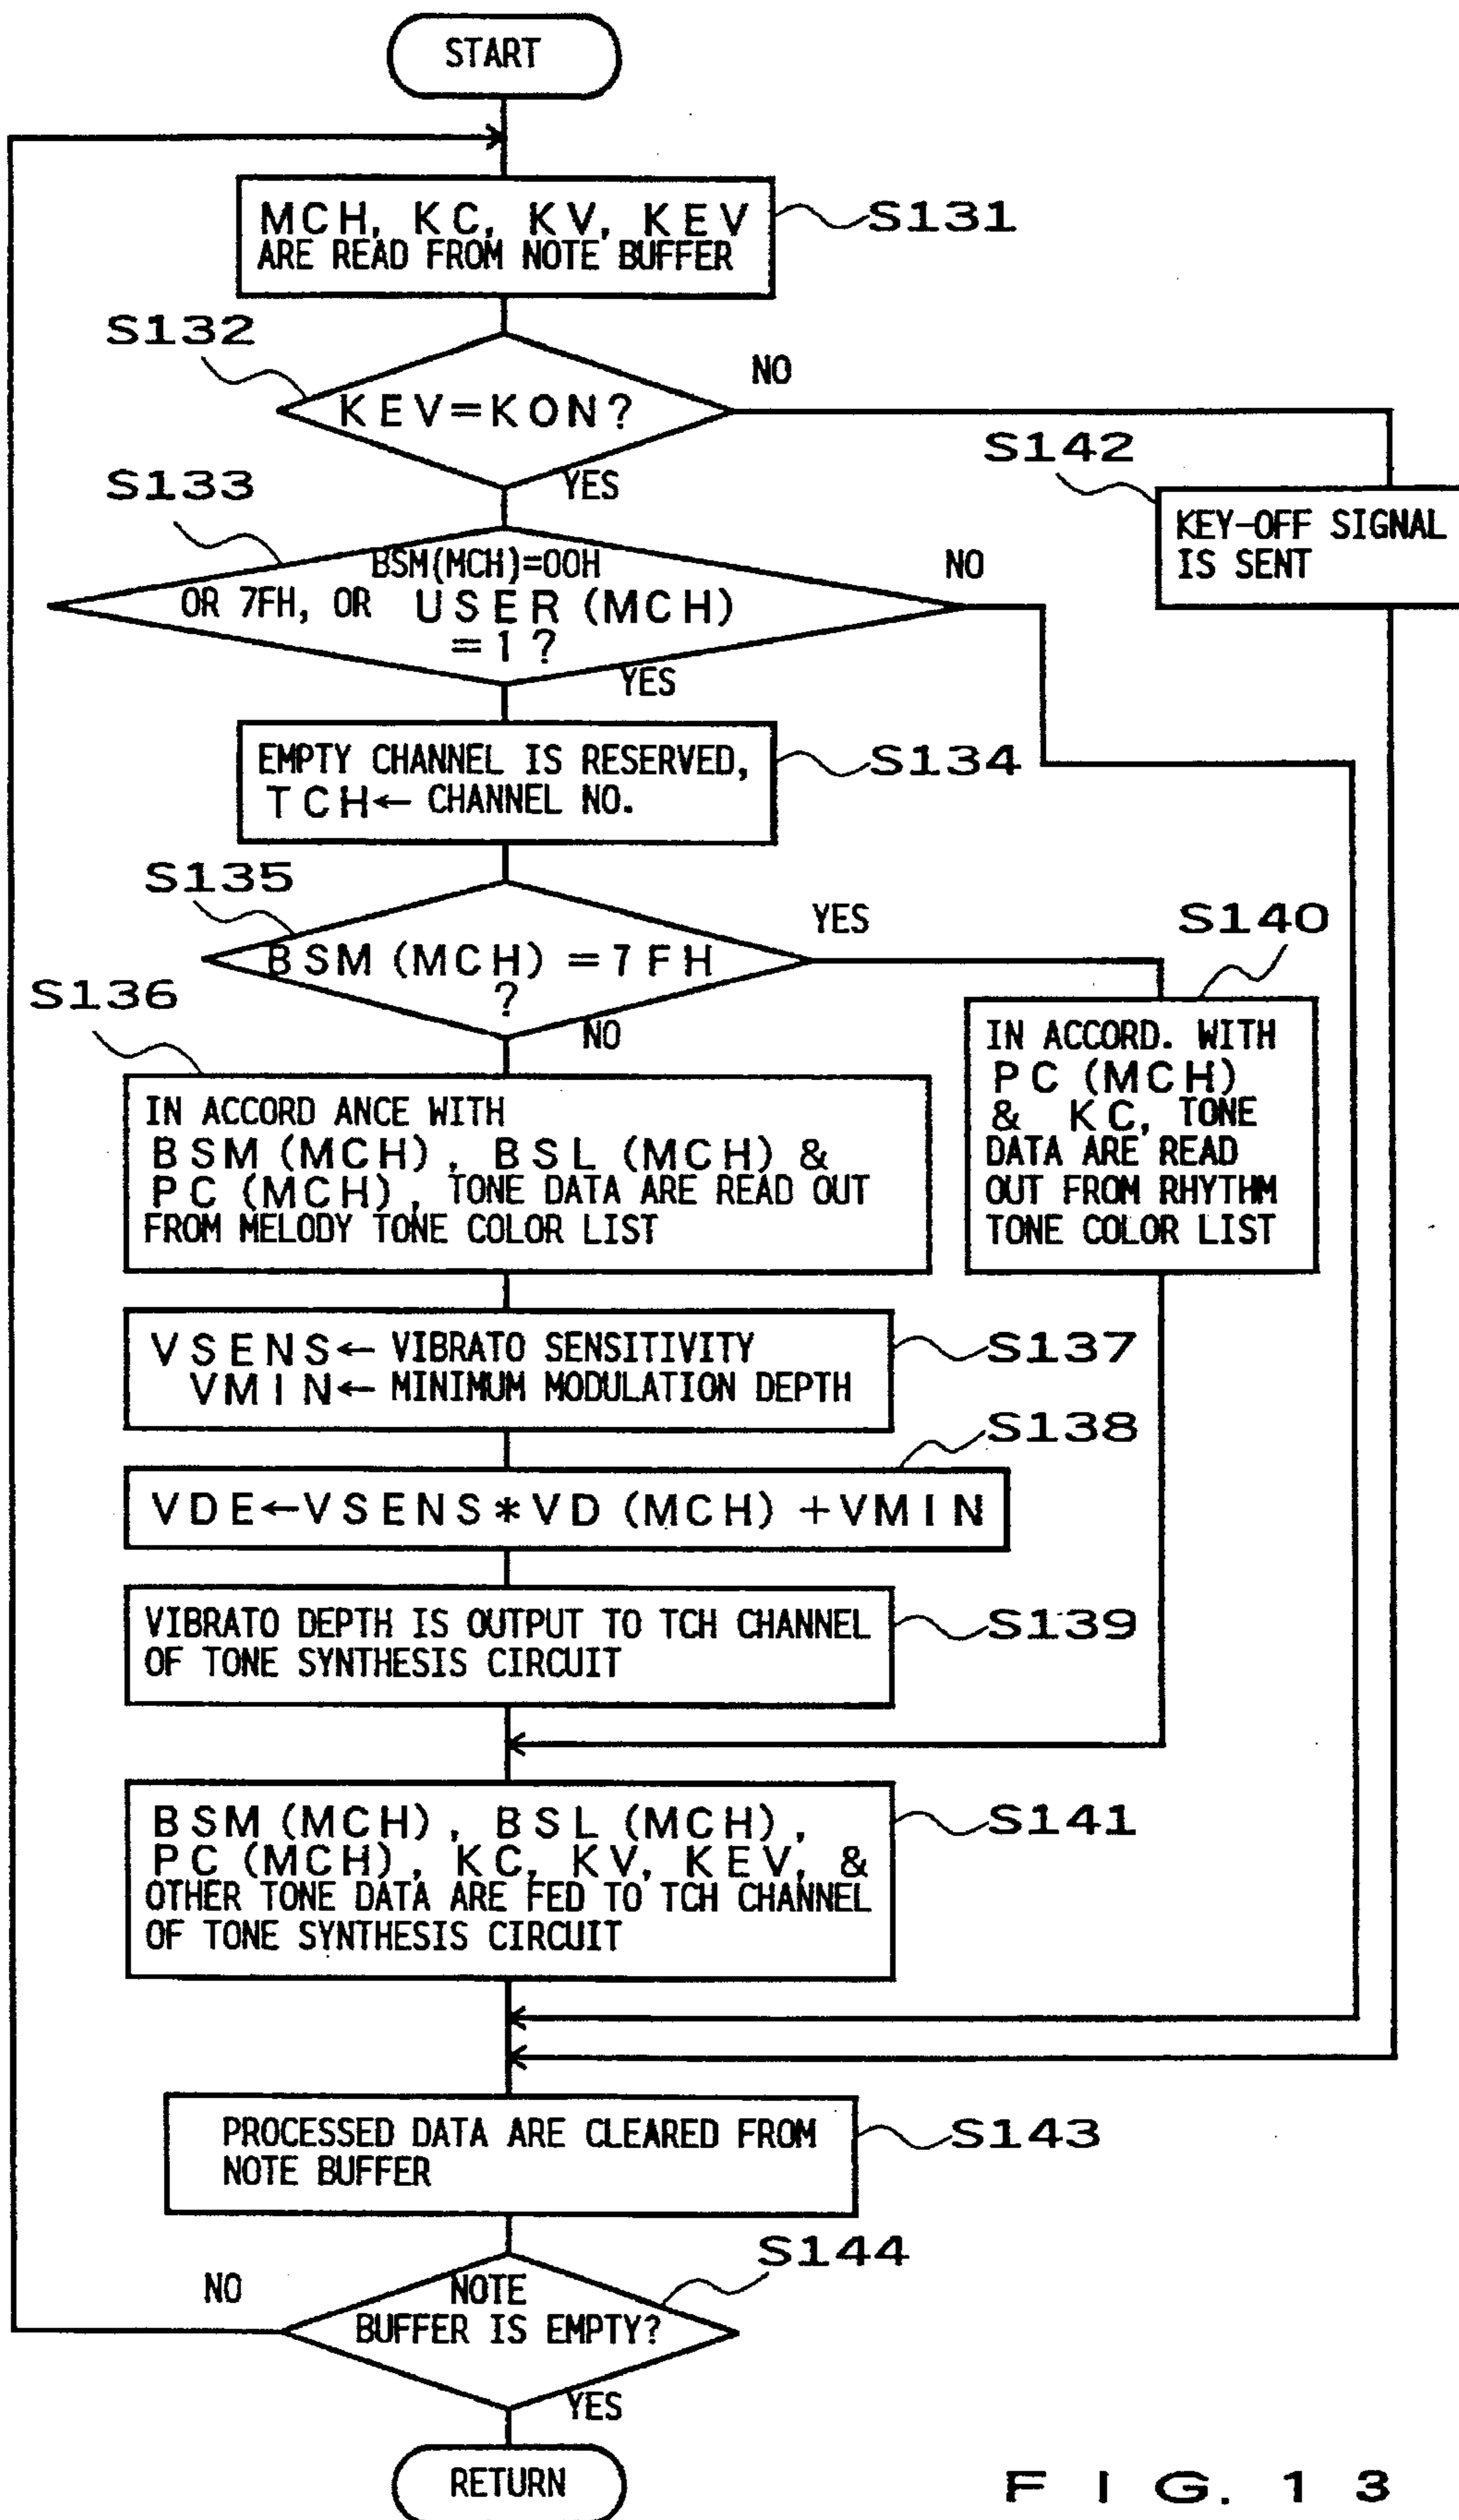 START
MCH, KC, KV, KEV
ARE READ FROM NOTE BUFFER
S131
S132
KEV=KON?
NO
YES
S142
KEY-OFF SIGNAL
IS SENT
S133
BSM(MCH)=00H
OR 7FH, OR USER (MCH)
=1?
NO
YES
EMPTY CHANNEL IS RESERVED,
TCH← CHANNEL NO.
S134
S135
BSM (MCH) =7FH
?
YES
NO
S140
IN ACCORD. WITH
PC (MCH)
& KC, TONE
DATA ARE READ
OUT FROM RHYTHM
TONE COLOR LIST
S136
IN ACCORD ANCE WITH
BSM (MCH), BSL (MCH) &
PC (MCH), TONE DATA ARE READ OUT
FROM MELODY TONE COLOR LIST
VSENS← VIBRATO SENSITIVITY
VMIN← MINIMUM MODULATION DEPTH
S137
S138
VDE←VSENS*VD (MCH) +VMIN
VIBRATO DEPTH IS OUTPUT TO TCH CHANNEL
OF TONE SYNTHESIS CIRCUIT
S139
BSM (MCH), BSL (MCH),
PC (MCH), KC, KV, KEV, &
OTHER TONE DATA ARE FED TO TCH CHANNEL
OF TONE SYNTHESIS CIRCUIT
S141
PROCESSED DATA ARE CLEARED FROM
NOTE BUFFER
S143
S144
NOTE
BUFFER IS EMPTY?
NO
YES
RETURN
FIG. 13